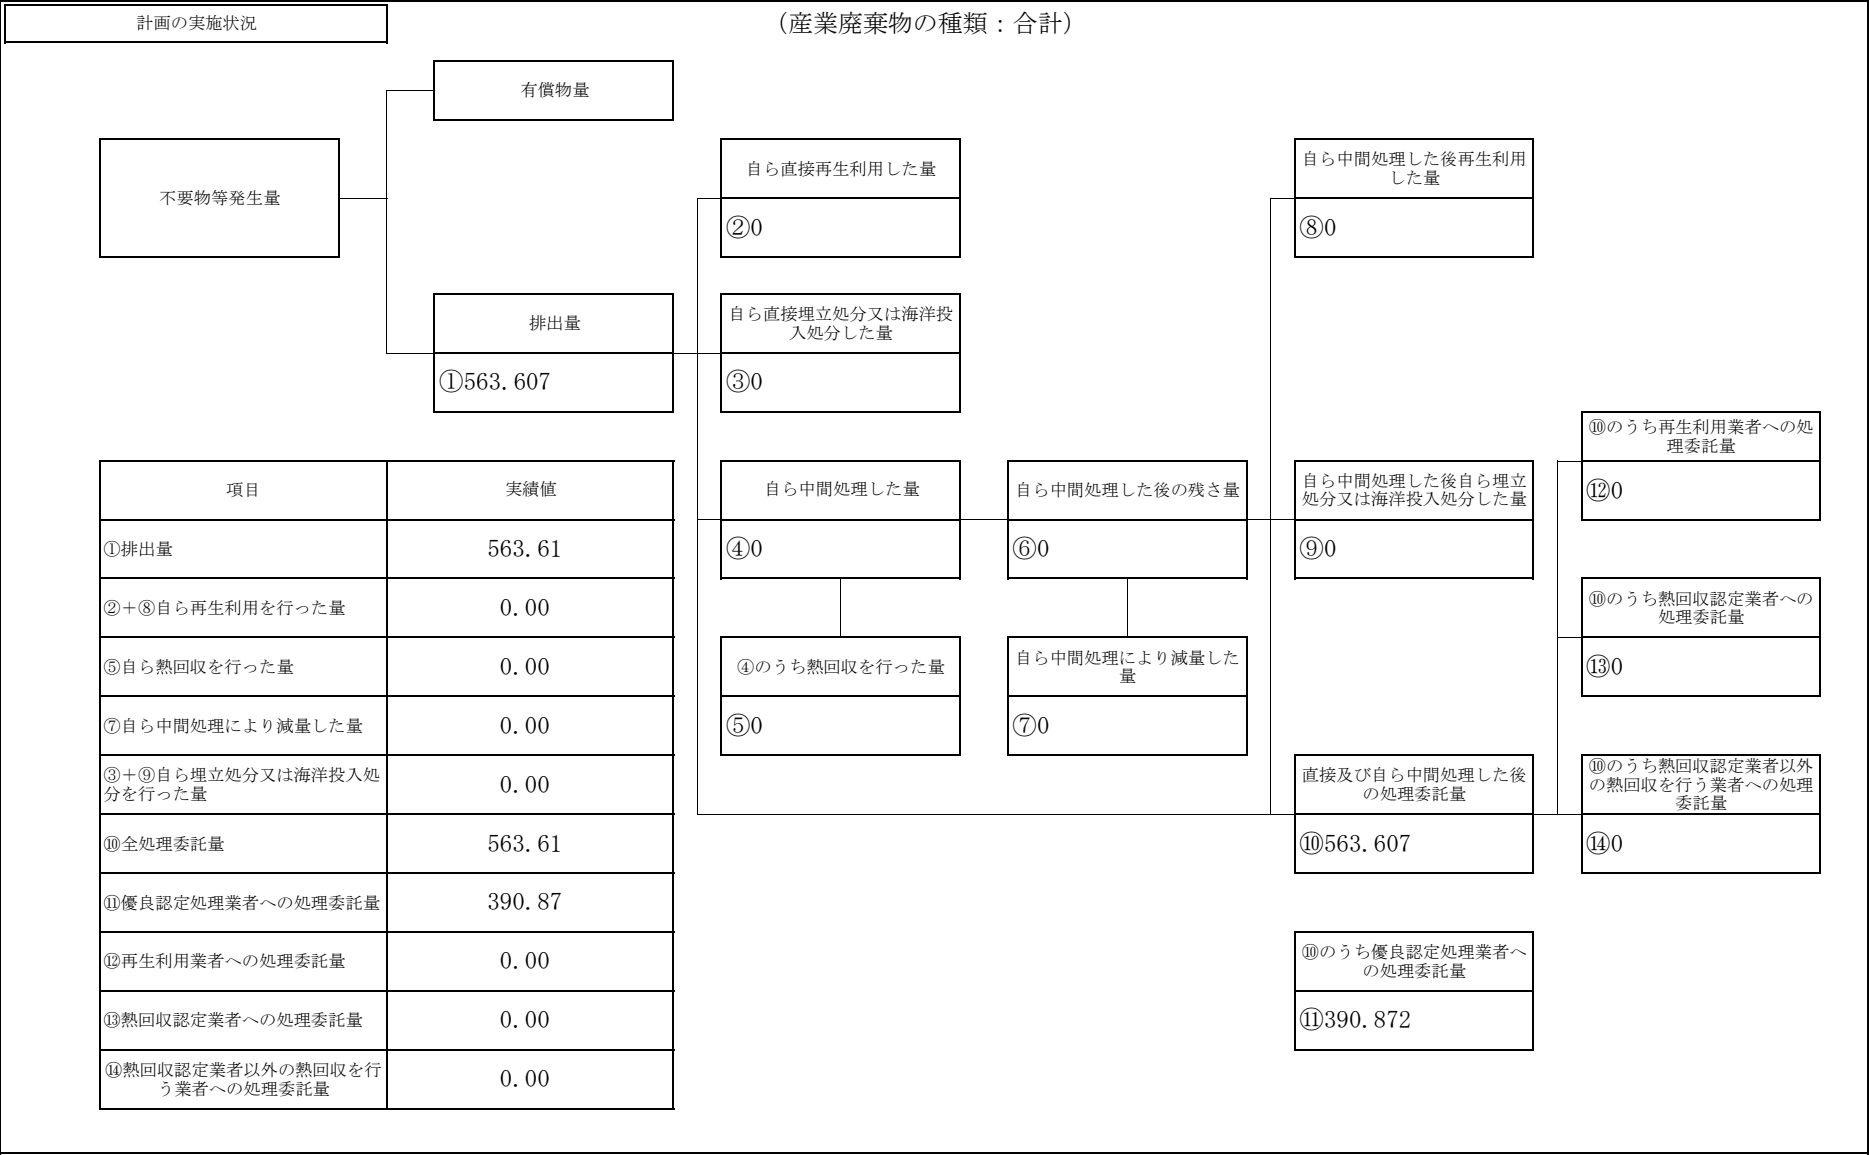 計画の実施状況
（産業廃棄物の種類：合計）
有償物量
不要物等発生量
自ら直接再生利用した量
②0
自ら中間処理した後再生利用
した量
⑧0
排出量
①563.607
自ら直接埋立処分又は海洋投
入処分した量
③0
⑩のうち再生利用業者への処
理委託量
⑫0
自ら中間処理した量
④0
自ら中間処理した後の残さ量
⑥0
自ら中間処理した後自ら埋立
処分又は海洋投入処分した量
⑨0
⑩のうち熱回収認定業者への
処理委託量
⑬0
④のうち熱回収を行った量
⑤0
自ら中間処理により減量した
量
⑦0
直接及び自ら中間処理した後
の処理委託量
⑩563.607
⑩のうち熱回収認定業者以外
の熱回収を行う業者への処理
委託量
⑭0
⑩のうち優良認定処理業者へ
の処理委託量
⑪390.872
項目 実績値
①排出量 563.61
②＋⑧自ら再生利用を行った量 0.00
⑤自ら熱回収を行った量 0.00
⑦自ら中間処理により減量した量 0.00
③＋⑨自ら埋立処分又は海洋投入処
分を行った量 0.00
⑩全処理委託量 563.61
⑪優良認定処理業者への処理委託量 390.87
⑫再生利用業者への処理委託量 0.00
⑬熱回収認定業者への処理委託量 0.00
⑭熱回収認定業者以外の熱回収を行
う業者への処理委託量 0.00